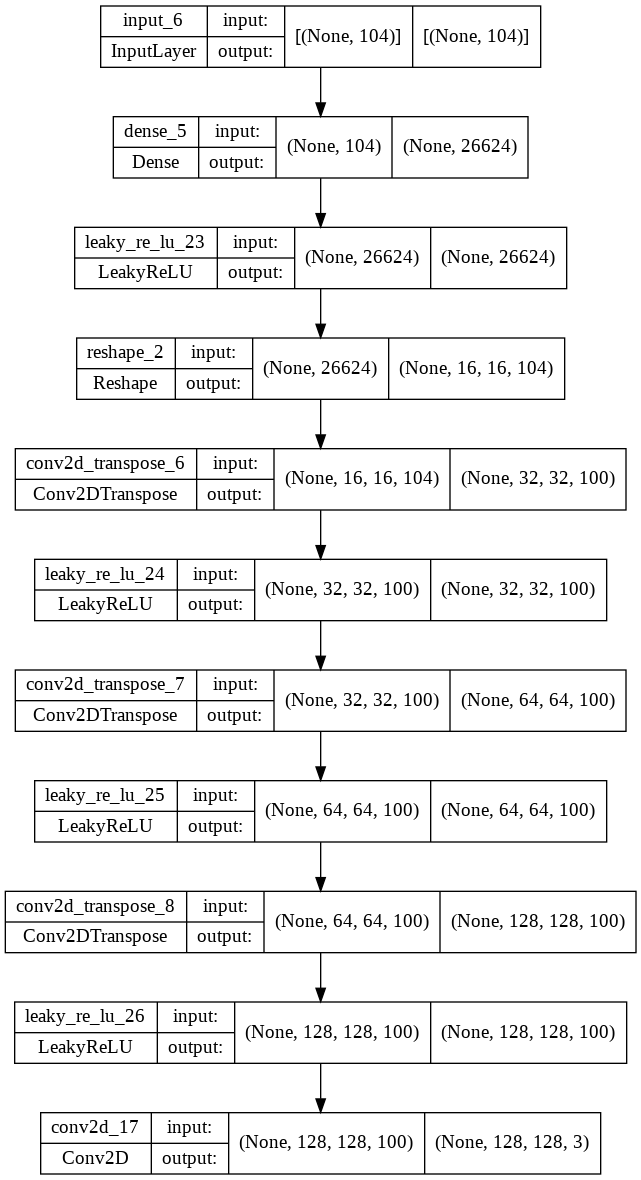 input_6 input: [(None, 104)] [(None, 104)]
InputLayer output:
dense_5 input: (None, 104) (None, 26624)
Dense output:
leaky_re_lu_23 input: (None, 26624) (None, 26624)
LeakyReLU output:
reshape_2 input: (None, 26624) (None, 16, 16, 104)
Reshape output:
conv2d_transpose_6 input: (None, 16, 16, 104) (None, 32, 32, 100)
Conv2DTranspose output:
leaky_re_lu_24 input: (None, 32, 32, 100) (None, 32, 32, 100)
LeakyReLU output:
conv2d_transpose_7 input: (None, 32, 32, 100) (None, 64, 64, 100)
Conv2DTranspose output:
leaky_re_lu_25 input: (None, 64, 64, 100) (None, 64, 64, 100)
LeakyReLU output:
conv2d_transpose_8 input: (None, 64, 64, 100) (None, 128, 128, 100)
Conv2DTranspose output:
leaky_re_lu_26 input: (None, 128, 128, 100) (None, 128, 128, 100)
LeakyReLU output:
conv2d_17 input: (None, 128, 128, 100) (None, 128, 128, 3)
Conv2D output: